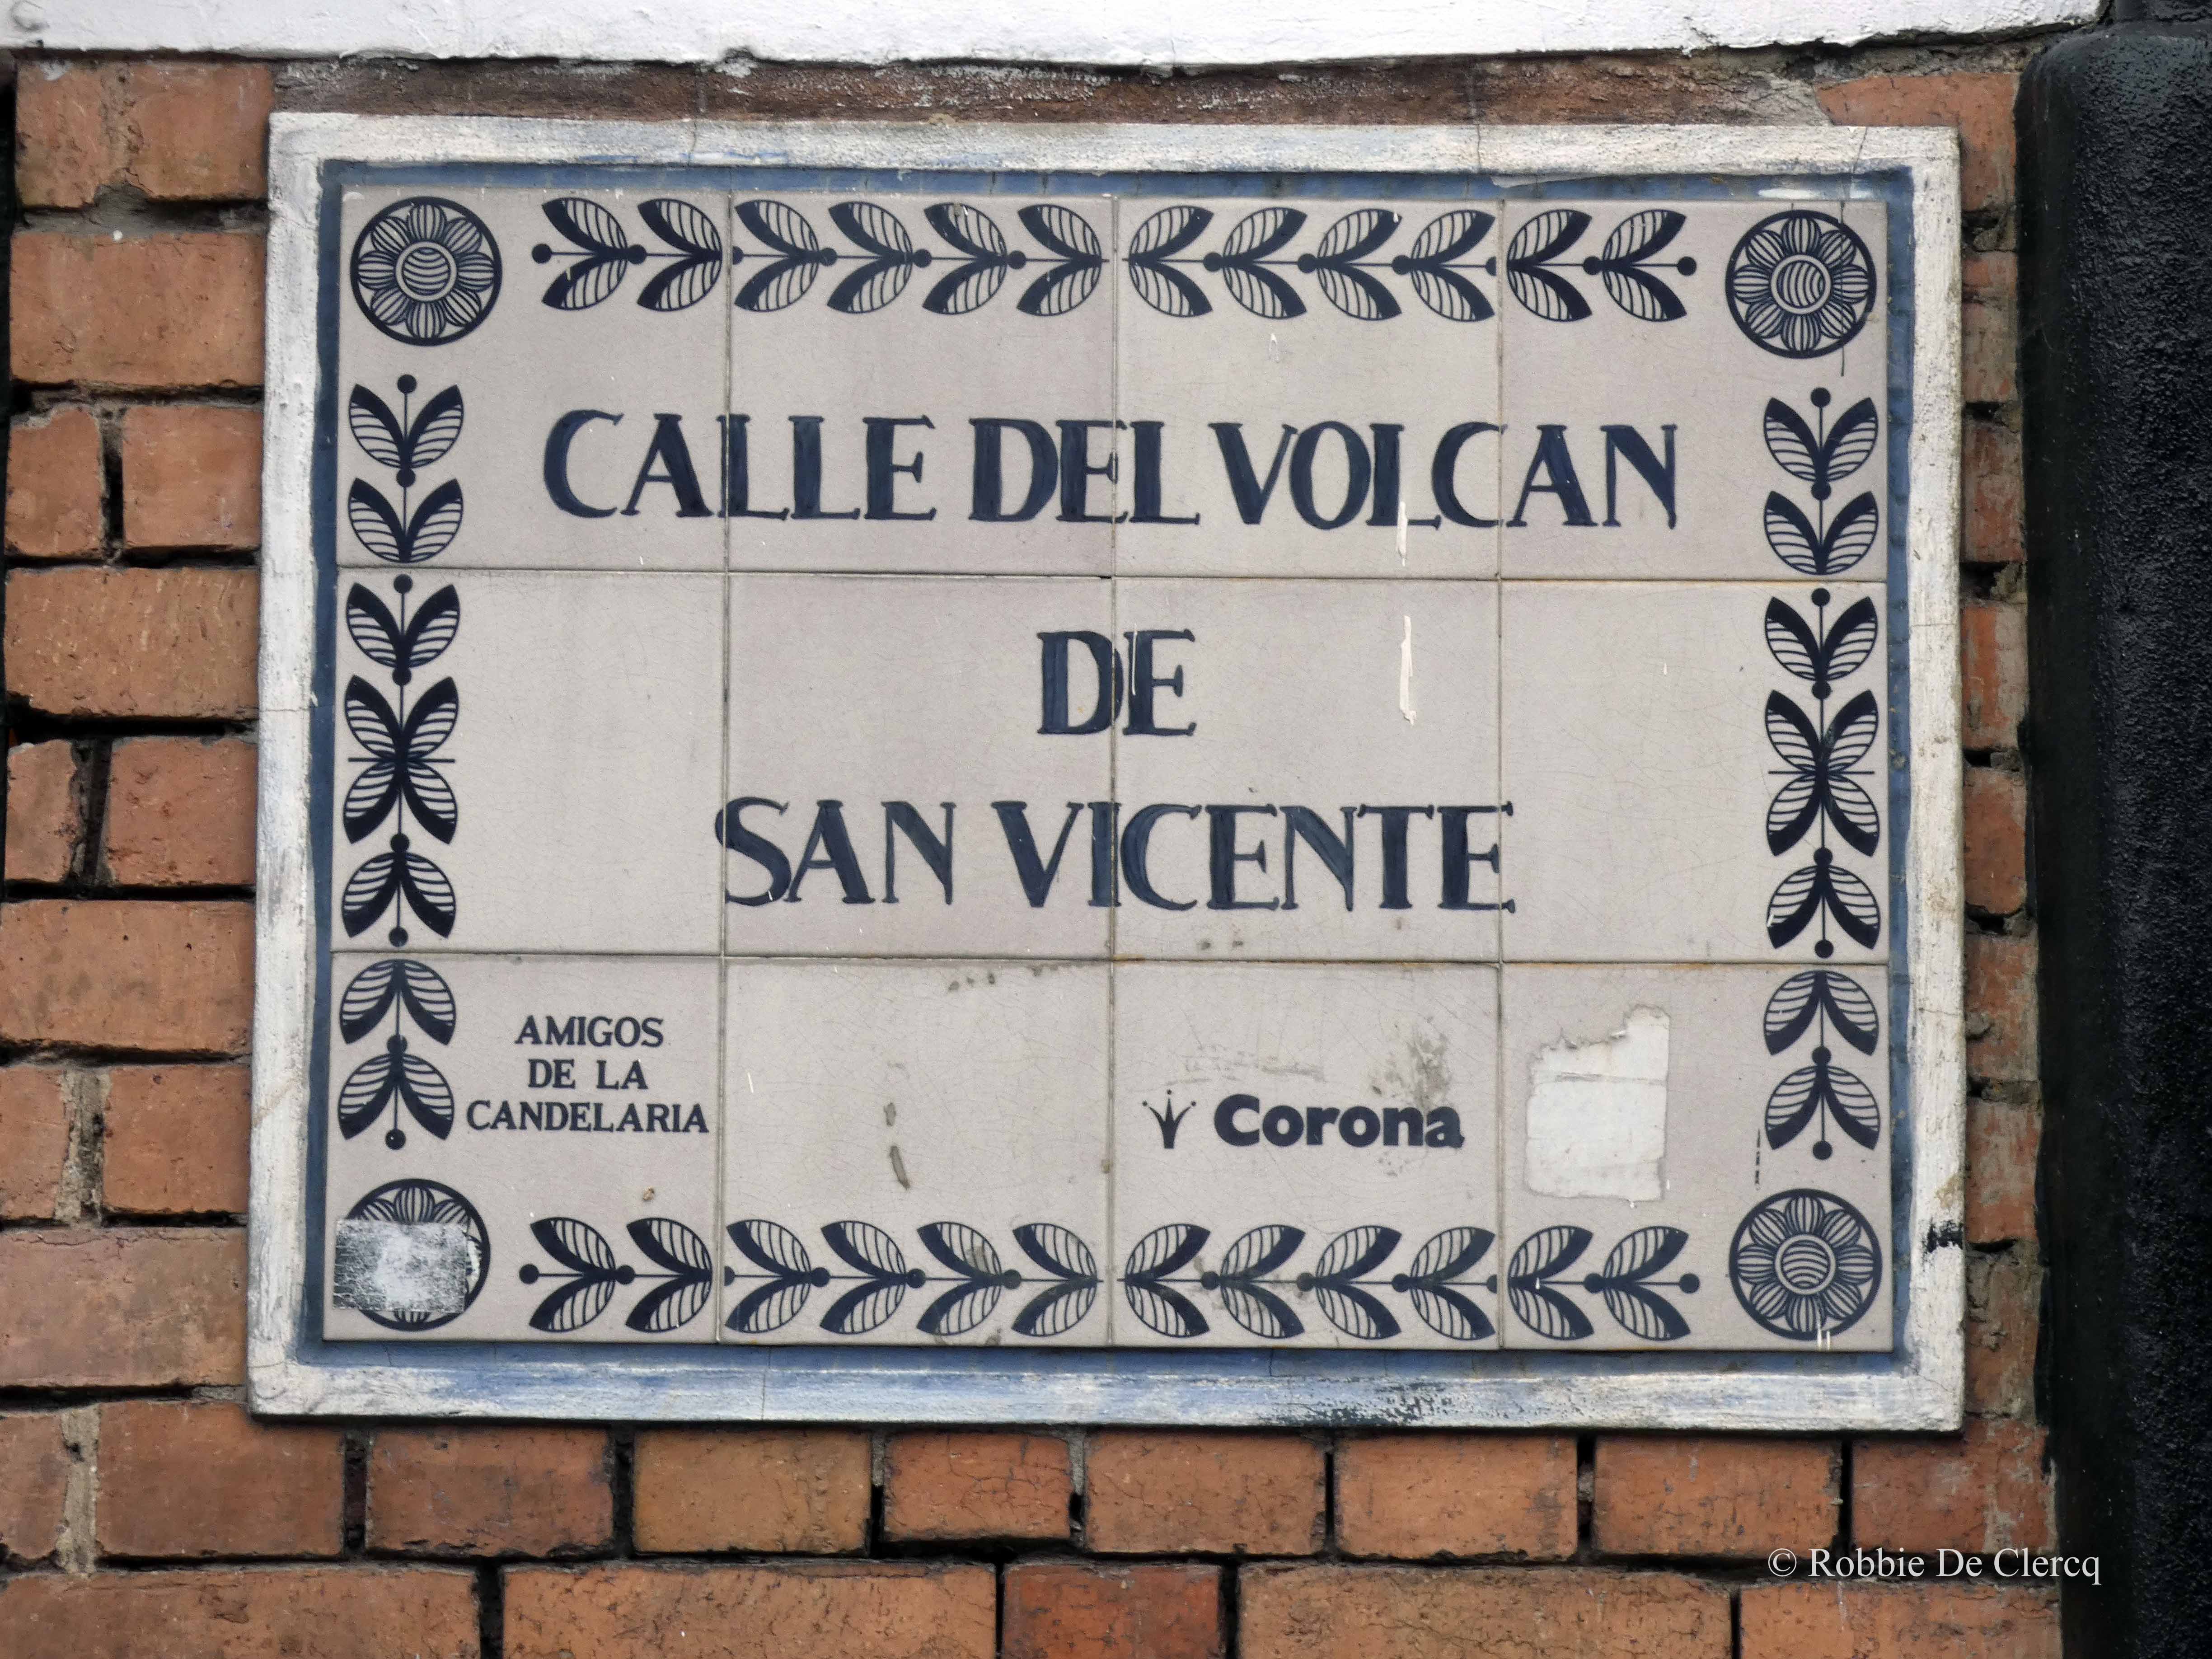 CALLE DEL VOLCAN
DE
SAN VICENTE
AMIGOS
DE LA
CANDELARIA
Corona
© Robbie De Clercq